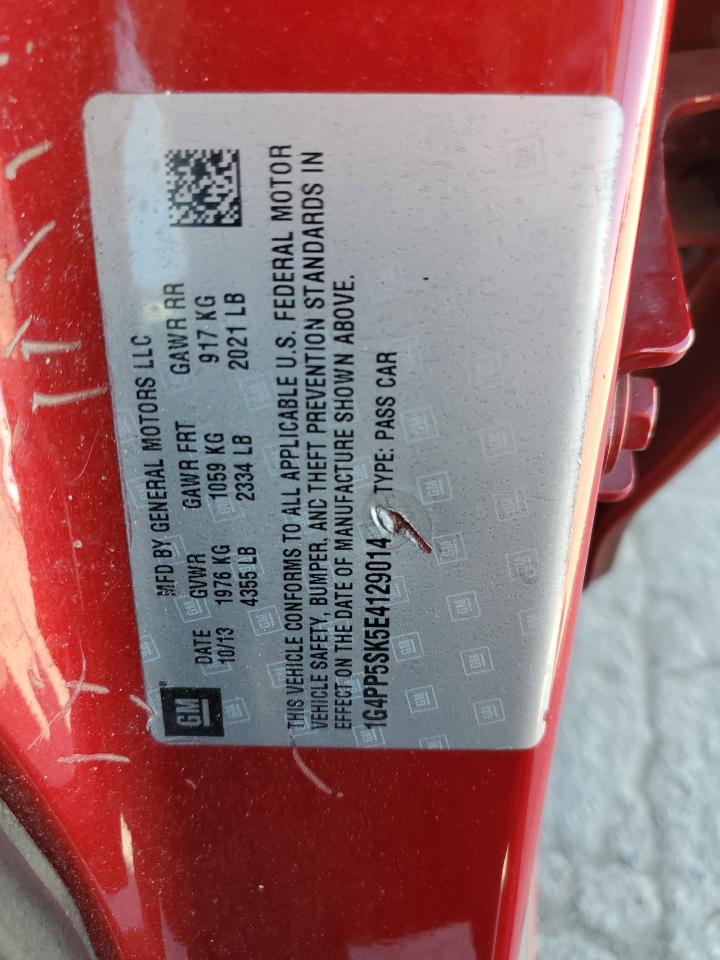 GM
MFD BY GENERAL MOTORS LLC
DATE GVWR GAWR FRT GAWR RR
10/13 1976 KG 1059 KG 917 KG
4355 LB 2334 LB 2021 LB
THIS VEHICLE CONFORMS TO ALL APPLICABLE U.S. FEDERAL MOTOR
VEHICLE SAFETY, BUMPER, AND THEFT PREVENTION STANDARDS IN
EFFECT ON THE DATE OF MANUFACTURE SHOWN ABOVE.
1G4PP5SK5E4129014 TYPE: PASS CAR